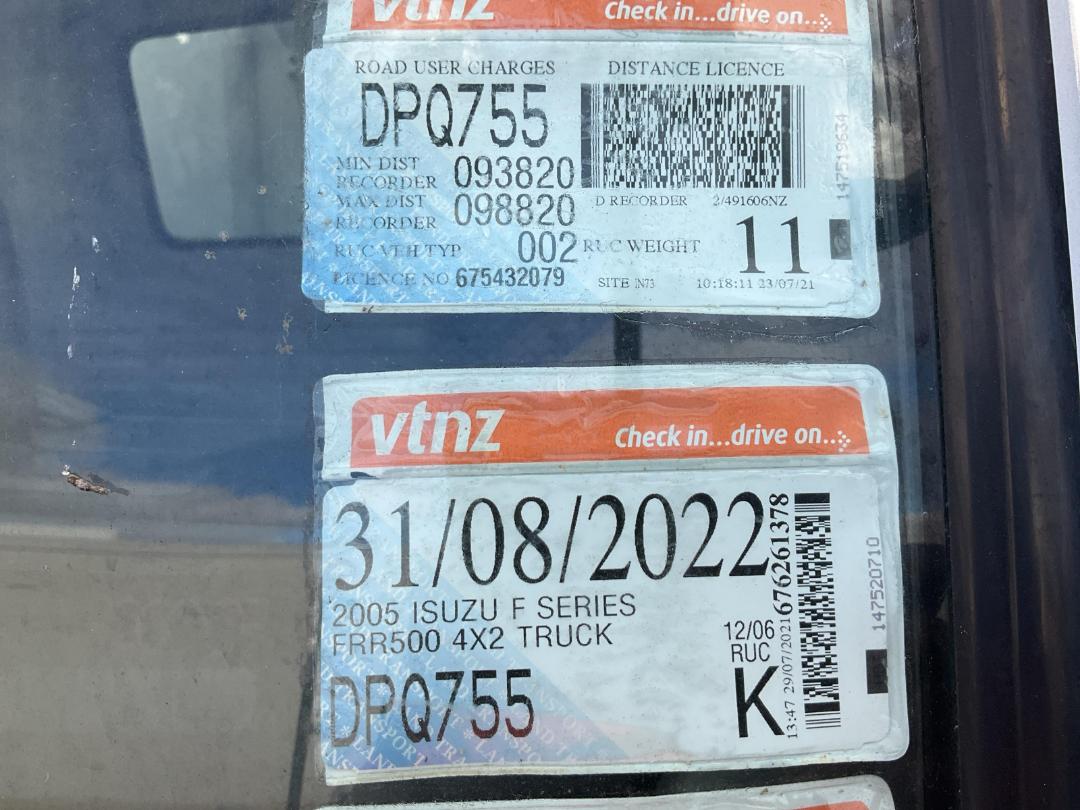 vtnz Check in...drive on...
ROAD USER CHARGES DISTANCE LICENCE
DPQ755
MIN DIST
RECORDER 093820
MAX DIST
RECORDER 098820
D RECORDER 2/491606NZ
RUC VEH TYP 002 RUC WEIGHT 11
LICENCE NO 675432079 SITE IN73 10:18:11 23/07/21
147519634
vtnz Check in...drive on...
31/08/2022
2005 ISUZU F SERIES
FRR500 4X2 TRUCK
DPQ755
12/06
RUC
K
13:47 29/07/2021 676261378
147520710